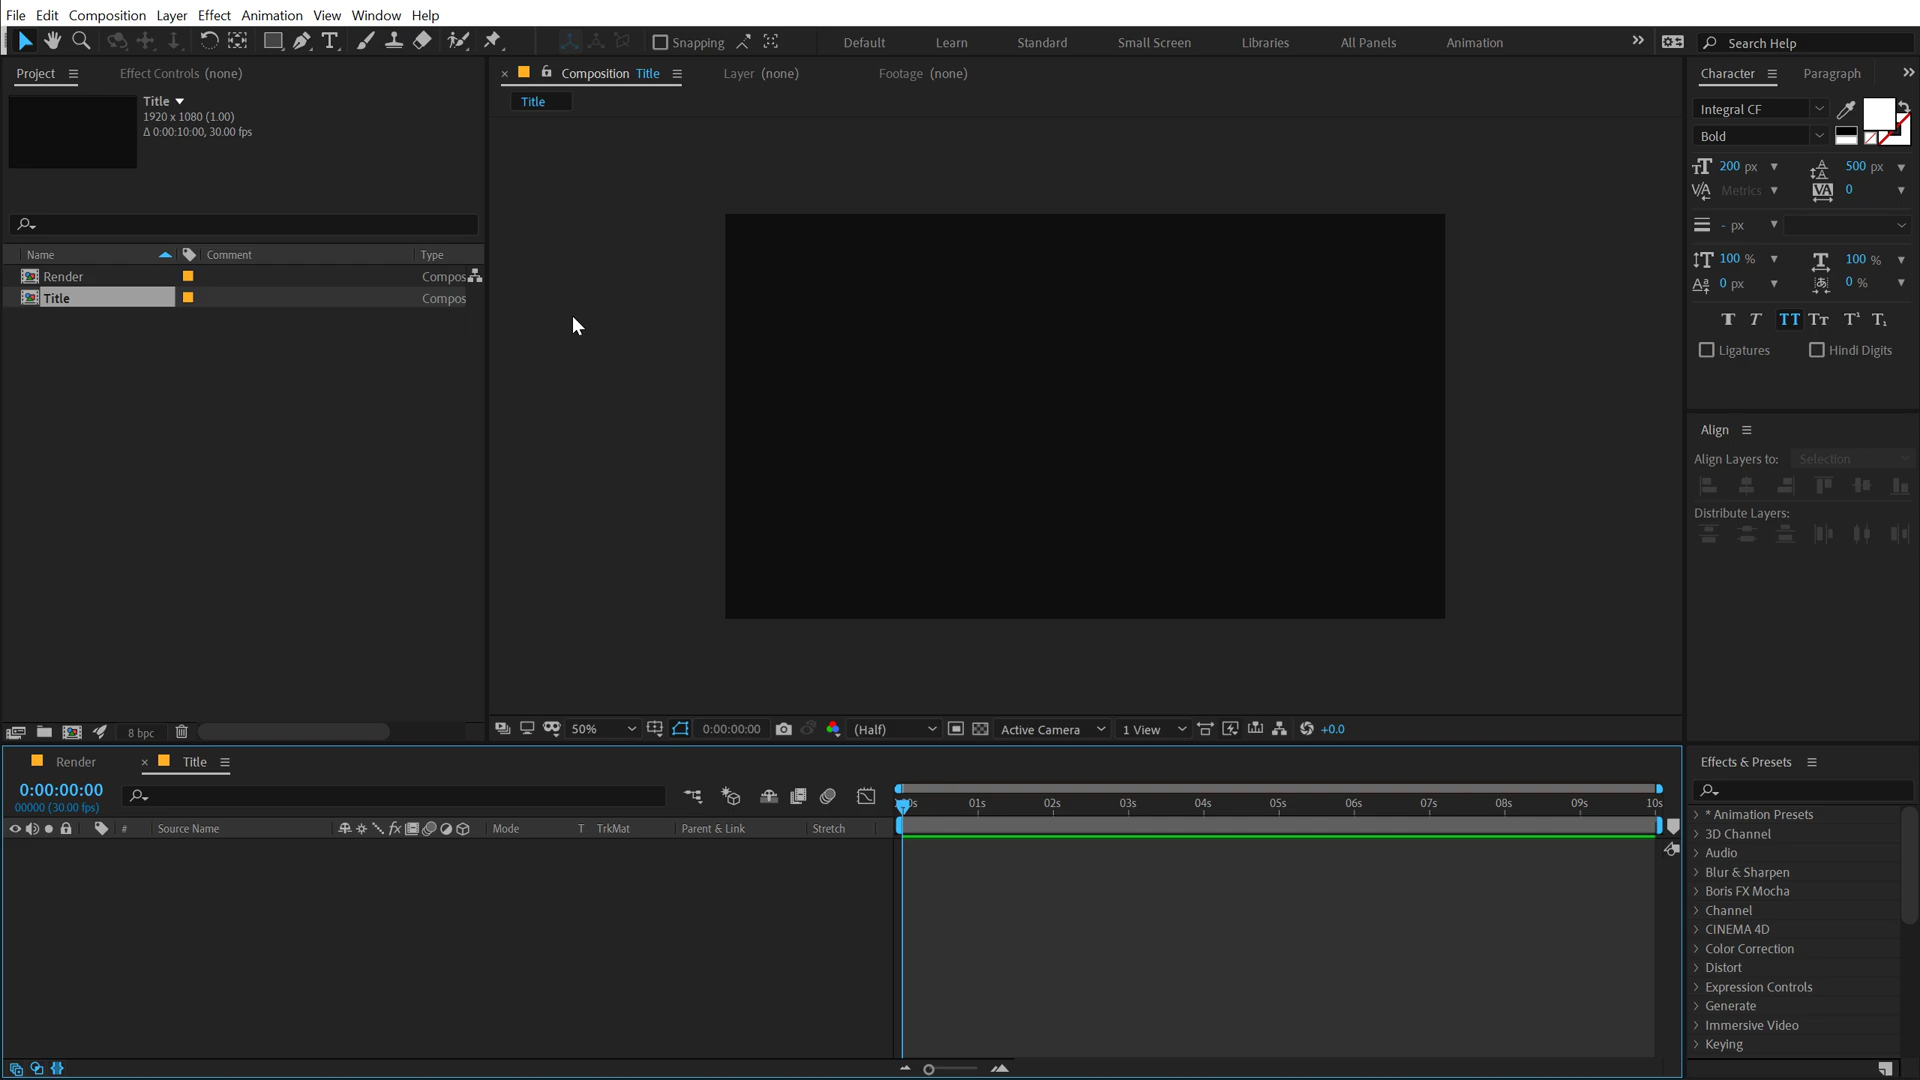 File Edit Composition Layer Effect Animation View Window Help
Snapping Default Learn Standard Small Screen Libraries All Panels Animation Search Help
Project Effect Controls (none) Composition Title Layer (none) Footage (none) Character Paragraph
Title
1920 x 1080 (1.00)
Δ 0:00:10:00, 30.00 fps
Title
Integral CF
Bold
200 px 500 px
Metrics 0
- px
100 % 100 %
0 px 0 %
Ligatures Hindi Digits
Name Comment Type
Render Compos
Title Compos
Align
Align Layers to: Selection
Distribute Layers:
8 bpc
50% 0:00:00:00 (Half) Active Camera 1 View +0.0
Render Title
0:00:00:00
00000 (30.00 fps)
# Source Name Mode T TrkMat Parent & Link Stretch
01s 02s 03s 04s 05s 06s 07s 08s 09s 10s
Effects & Presets
* Animation Presets
3D Channel
Audio
Blur & Sharpen
Boris FX Mocha
Channel
CINEMA 4D
Color Correction
Distort
Expression Controls
Generate
Immersive Video
Keying